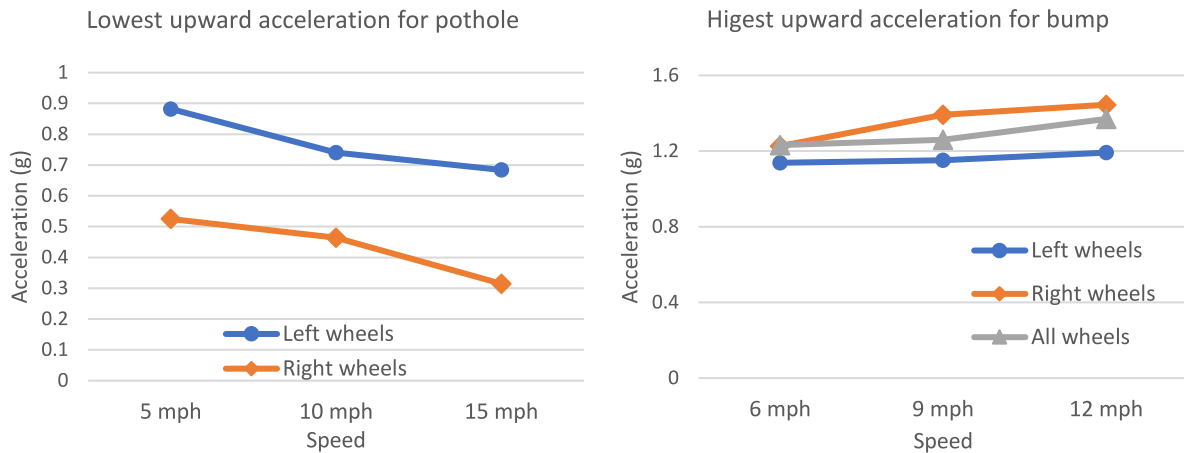 Lowest upward acceleration for pothole
1
0.9
0.8
0.7
0.6
0.5
0.4
0.3
0.2
0.1
0
Acceleration (g)
Left wheels
Right wheels
5 mph 10 mph 15 mph
Speed
Higest upward acceleration for bump
1.6
1.2
0.8
0.4
0
Acceleration (g)
Left wheels
Right wheels
All wheels
6 mph 9 mph 12 mph
Speed